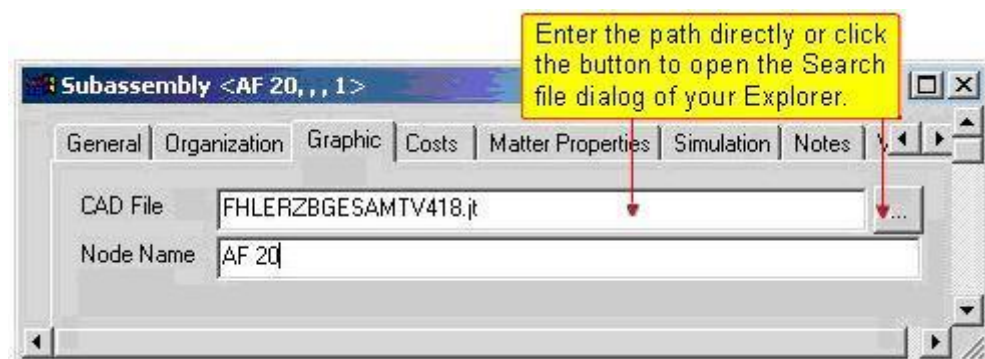 Enter the path directly or click
the button to open the Search
file dialog of your Explorer.
Subassembly <AF 20, , , 1>
General Organization Graphic Costs Matter Properties Simulation Notes
CAD File FHLERZBGESAMTV418.jt ...
Node Name AF 20